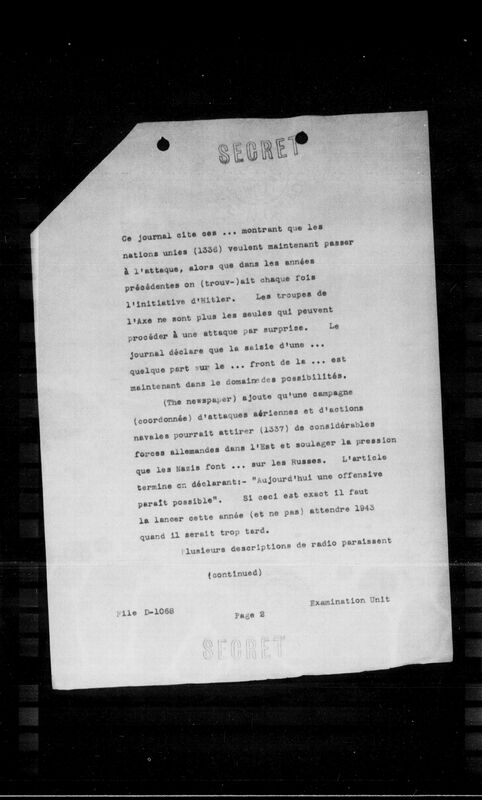 SECRET
Ce journal cite ces ... montrant que les
nations unies (1336) veulent maintenant passer
à l'attaque, alors que dans les années
précédentes on (trouv-)ait chaque fois
l'initiative d'Hitler. Les troupes de
l'Axe ne sont plus les seules qui peuvent
procéder à une attaque par surprise. Le
journal déclare que la saisie d'une ...
quelque part sur le ... front de la ... est
maintenant dans le domaine des possibilités.
(The newspaper) ajoute qu'une campagne
(coordonnée) d'attaques aériennes et d'actions
navales pourrait attirer (1337) de considérables
forces allemandes dans l'Est et soulager la pression
que les Nazis font ... sur les Russes. L'article
termine en déclarant:- "Aujourd'hui une offensive
paraît possible". Si ceci est exact il faut
la lancer cette année (et ne pas) attendre 1943
quand il serait trop tard.
Plusieurs descriptions de radio paraissent
(continued)
File D-1068 Page 2 Examination Unit
SECRET